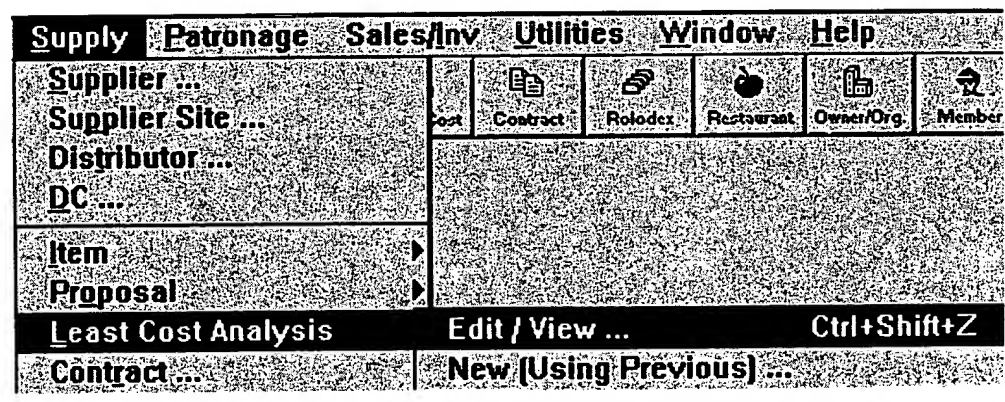 Supply Patronage Sales/Inv Utilities Window Help
Supplier ...
Supplier Site ...
Distributor ...
DC ...
Cost Contract Rolodex Restaurant Owner/Org. Member
Item
Proposal
Least Cost Analysis Edit / View ... Ctrl+Shift+Z
Contract ... New (Using Previous) ...